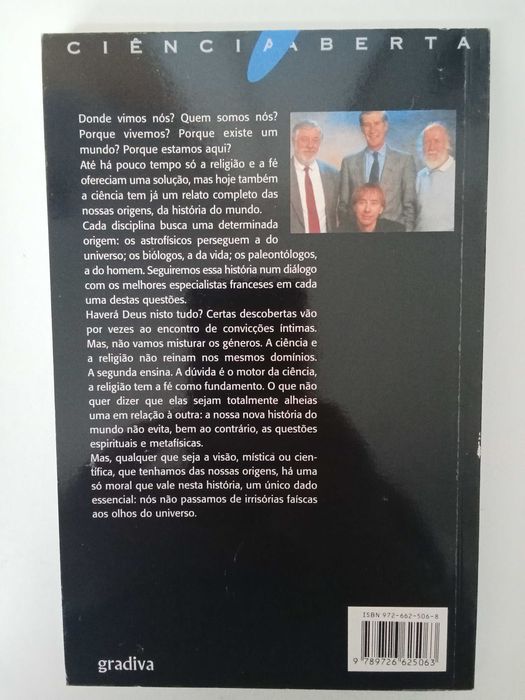 CIÊNCIA ABERTA
Donde vimos nós? Quem somos nós?
Porque vivemos? Porque existe um
mundo? Porque estamos aqui?
Até há pouco tempo só a religião e a fé
ofereciam uma solução, mas hoje também
a ciência tem já um relato completo das
nossas origens, da história do mundo.
Cada disciplina busca uma determinada
origem: os astrofísicos perseguem a do
universo; os biólogos, a da vida; os paleontólogos,
a do homem. Seguiremos essa história num diálogo
com os melhores especialistas franceses em cada
uma destas questões.
Haverá Deus nisto tudo? Certas descobertas vão
por vezes ao encontro de convicções íntimas.
Mas, não vamos misturar os géneros. A ciência e
a religião não reinam nos mesmos domínios.
A segunda ensina. A dúvida é o motor da ciência,
a religião tem a fé como fundamento. O que não
quer dizer que elas sejam totalmente alheias
uma em relação à outra: a nossa nova história do
mundo não evita, bem ao contrário, as questões
espirituais e metafísicas.
Mas, qualquer que seja a visão, mística ou cien-
tífica, que tenhamos das nossas origens, há uma
só moral que vale nesta história, um único dado
essencial: nós não passamos de irrisórias faíscas
aos olhos do universo.
ISBN 972-662-506-8
9 789726 625063
gradiva